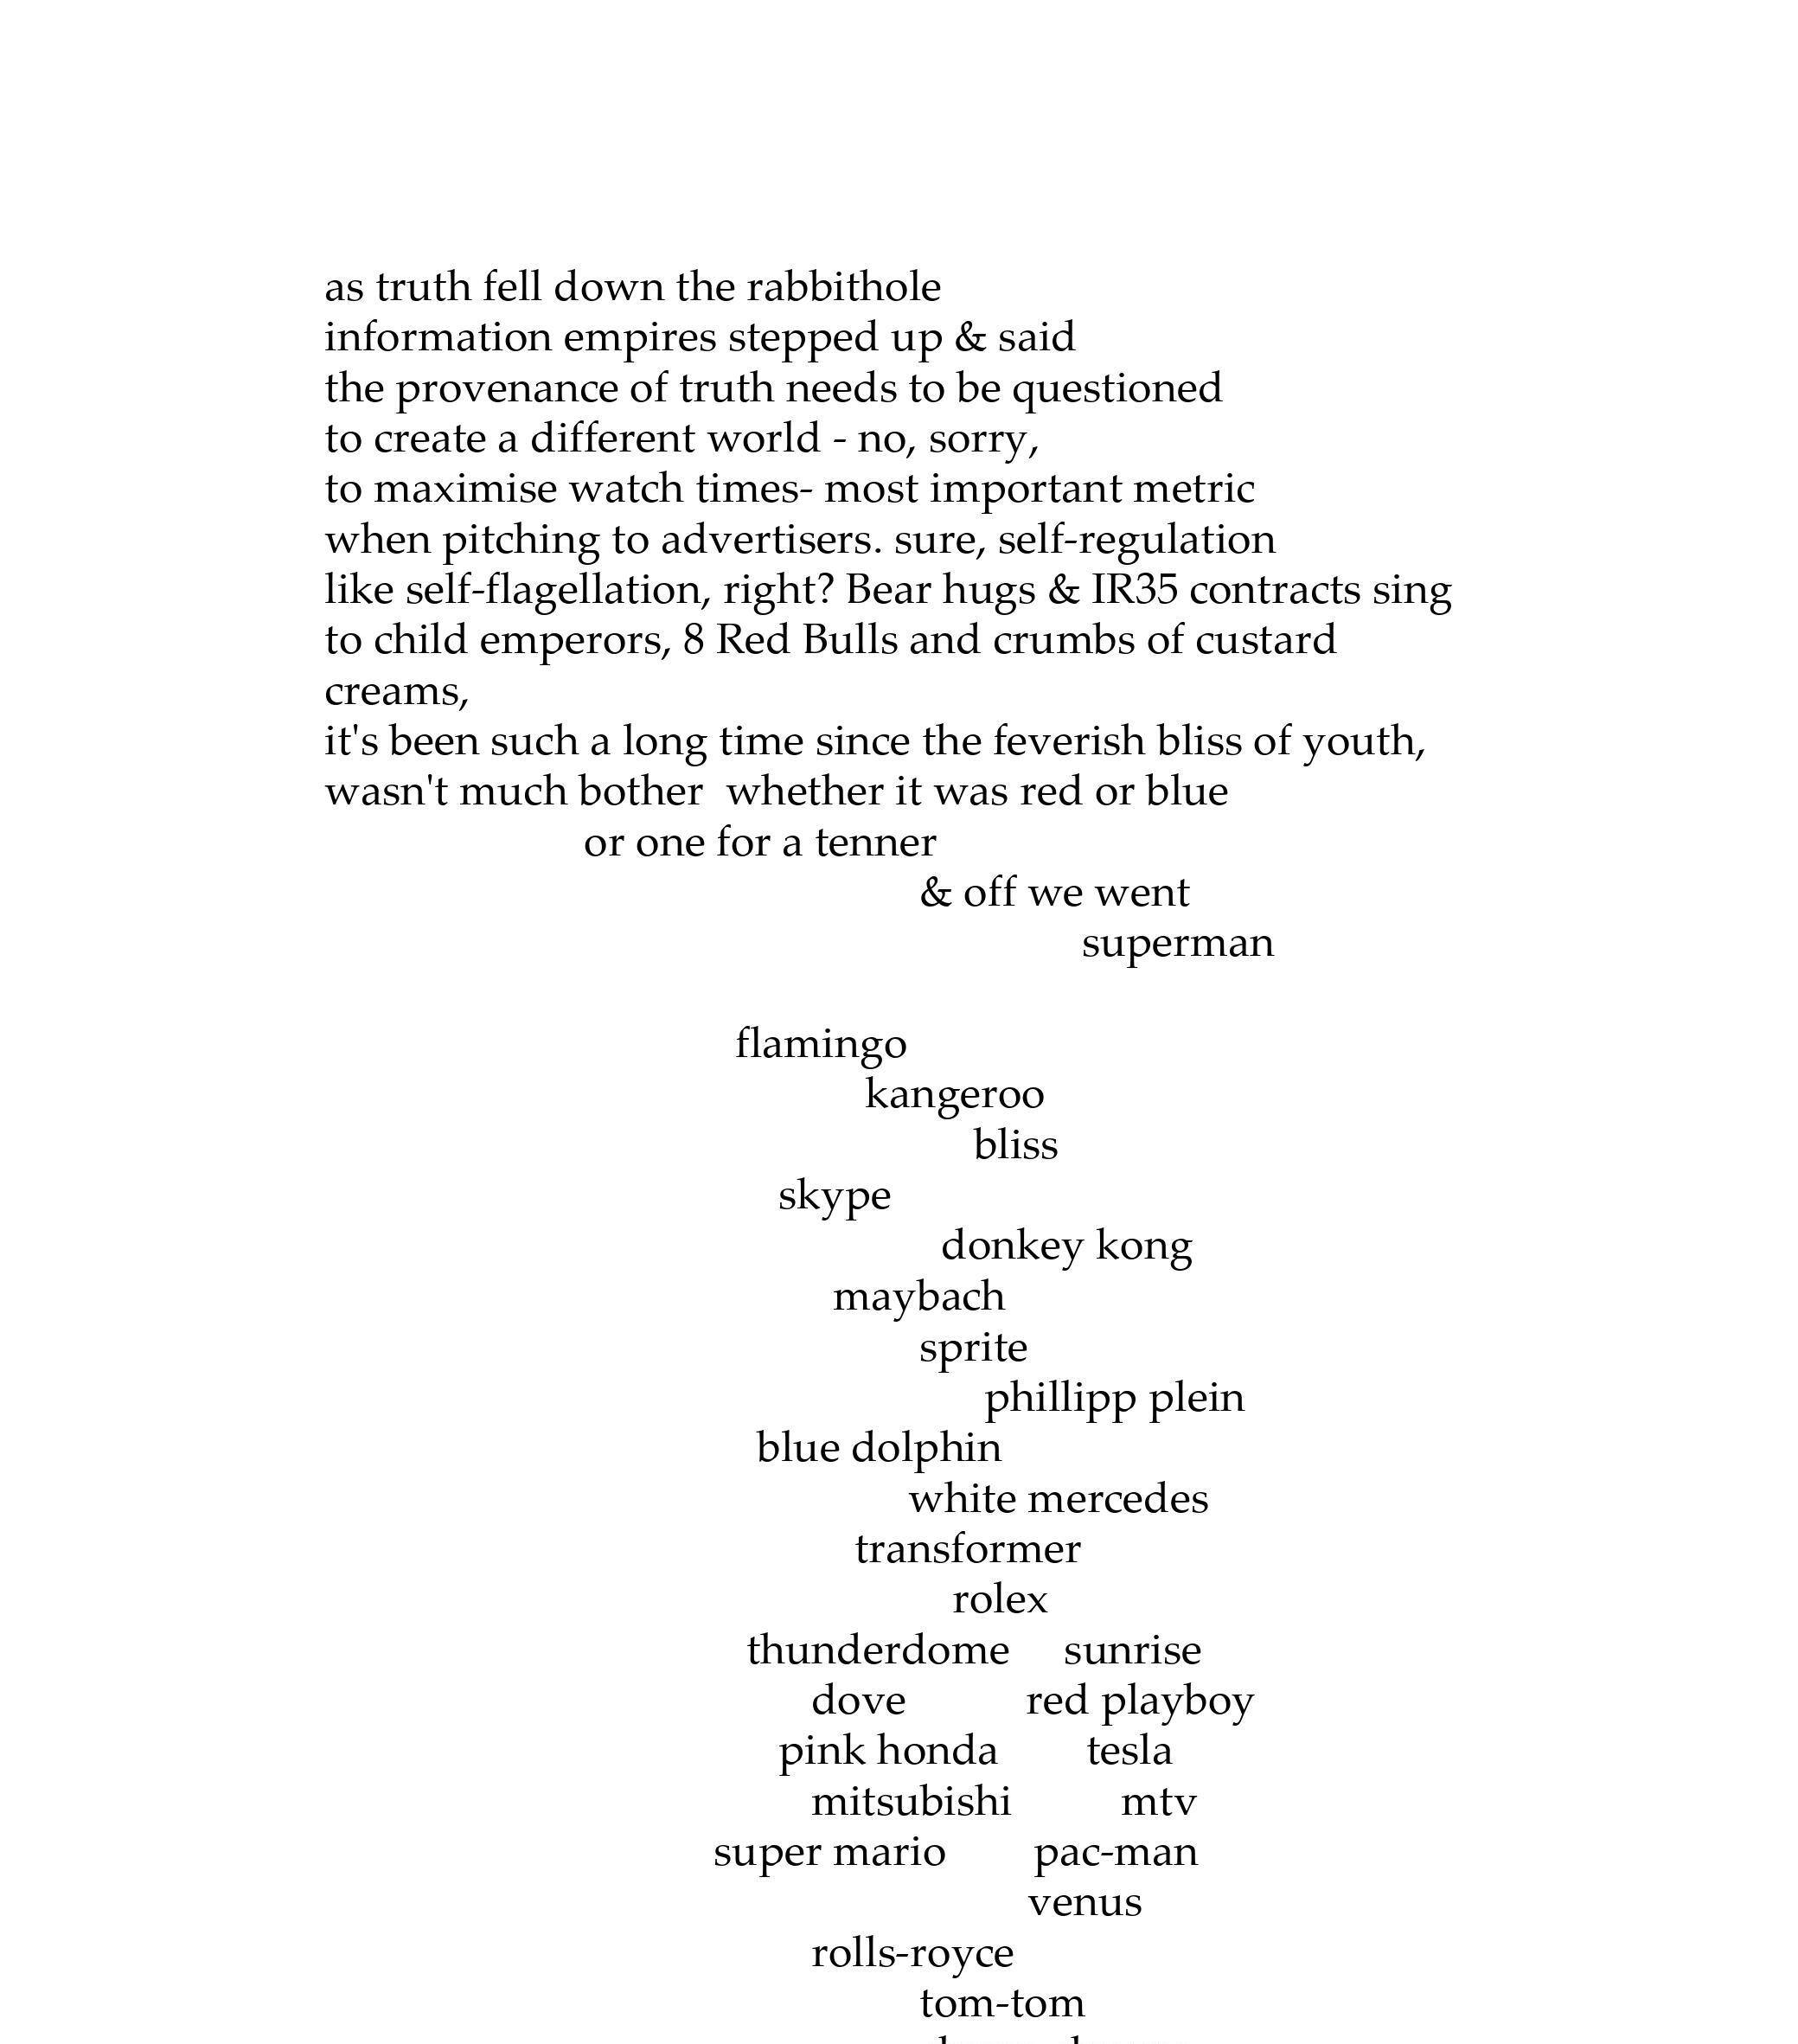 as truth fell down the rabbithole
information empires stepped up & said
the provenance of truth needs to be questioned
to create a different world - no, sorry,
to maximise watch times- most important metric
when pitching to advertisers. sure, self-regulation
like self-flagellation, right? Bear hugs & IR35 contracts sing
to child emperors, 8 Red Bulls and crumbs of custard
creams,
it's been such a long time since the feverish bliss of youth,
wasn't much bother  whether it was red or blue
or one for a tenner
& off we went
superman
flamingo
kangeroo
bliss
skype
donkey kong
maybach
sprite
phillipp plein
blue dolphin
white mercedes
transformer
rolex
thunderdome sunrise
dove red playboy
pink honda tesla
mitsubishi mtv
super mario pac-man
venus
rolls-royce
tom-tom